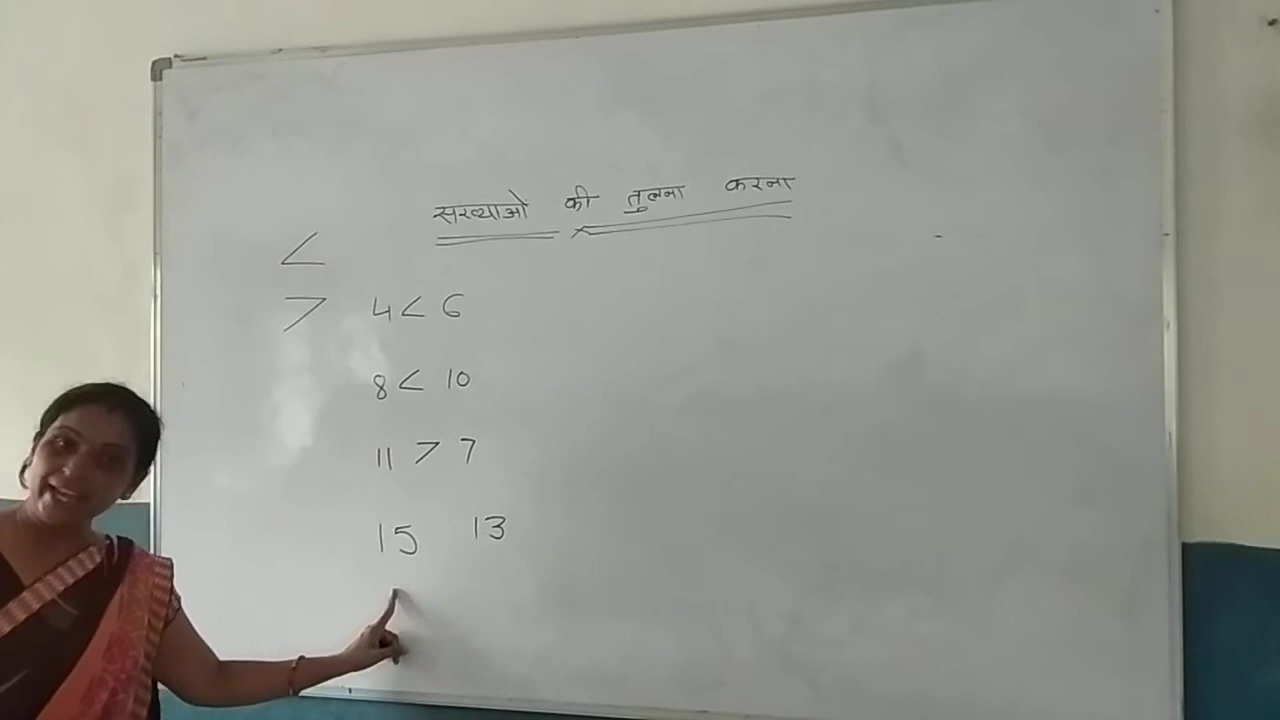 सख्याओ की तुलना करना
<
> 4 < 6
8 < 10
11 > 7
15 13